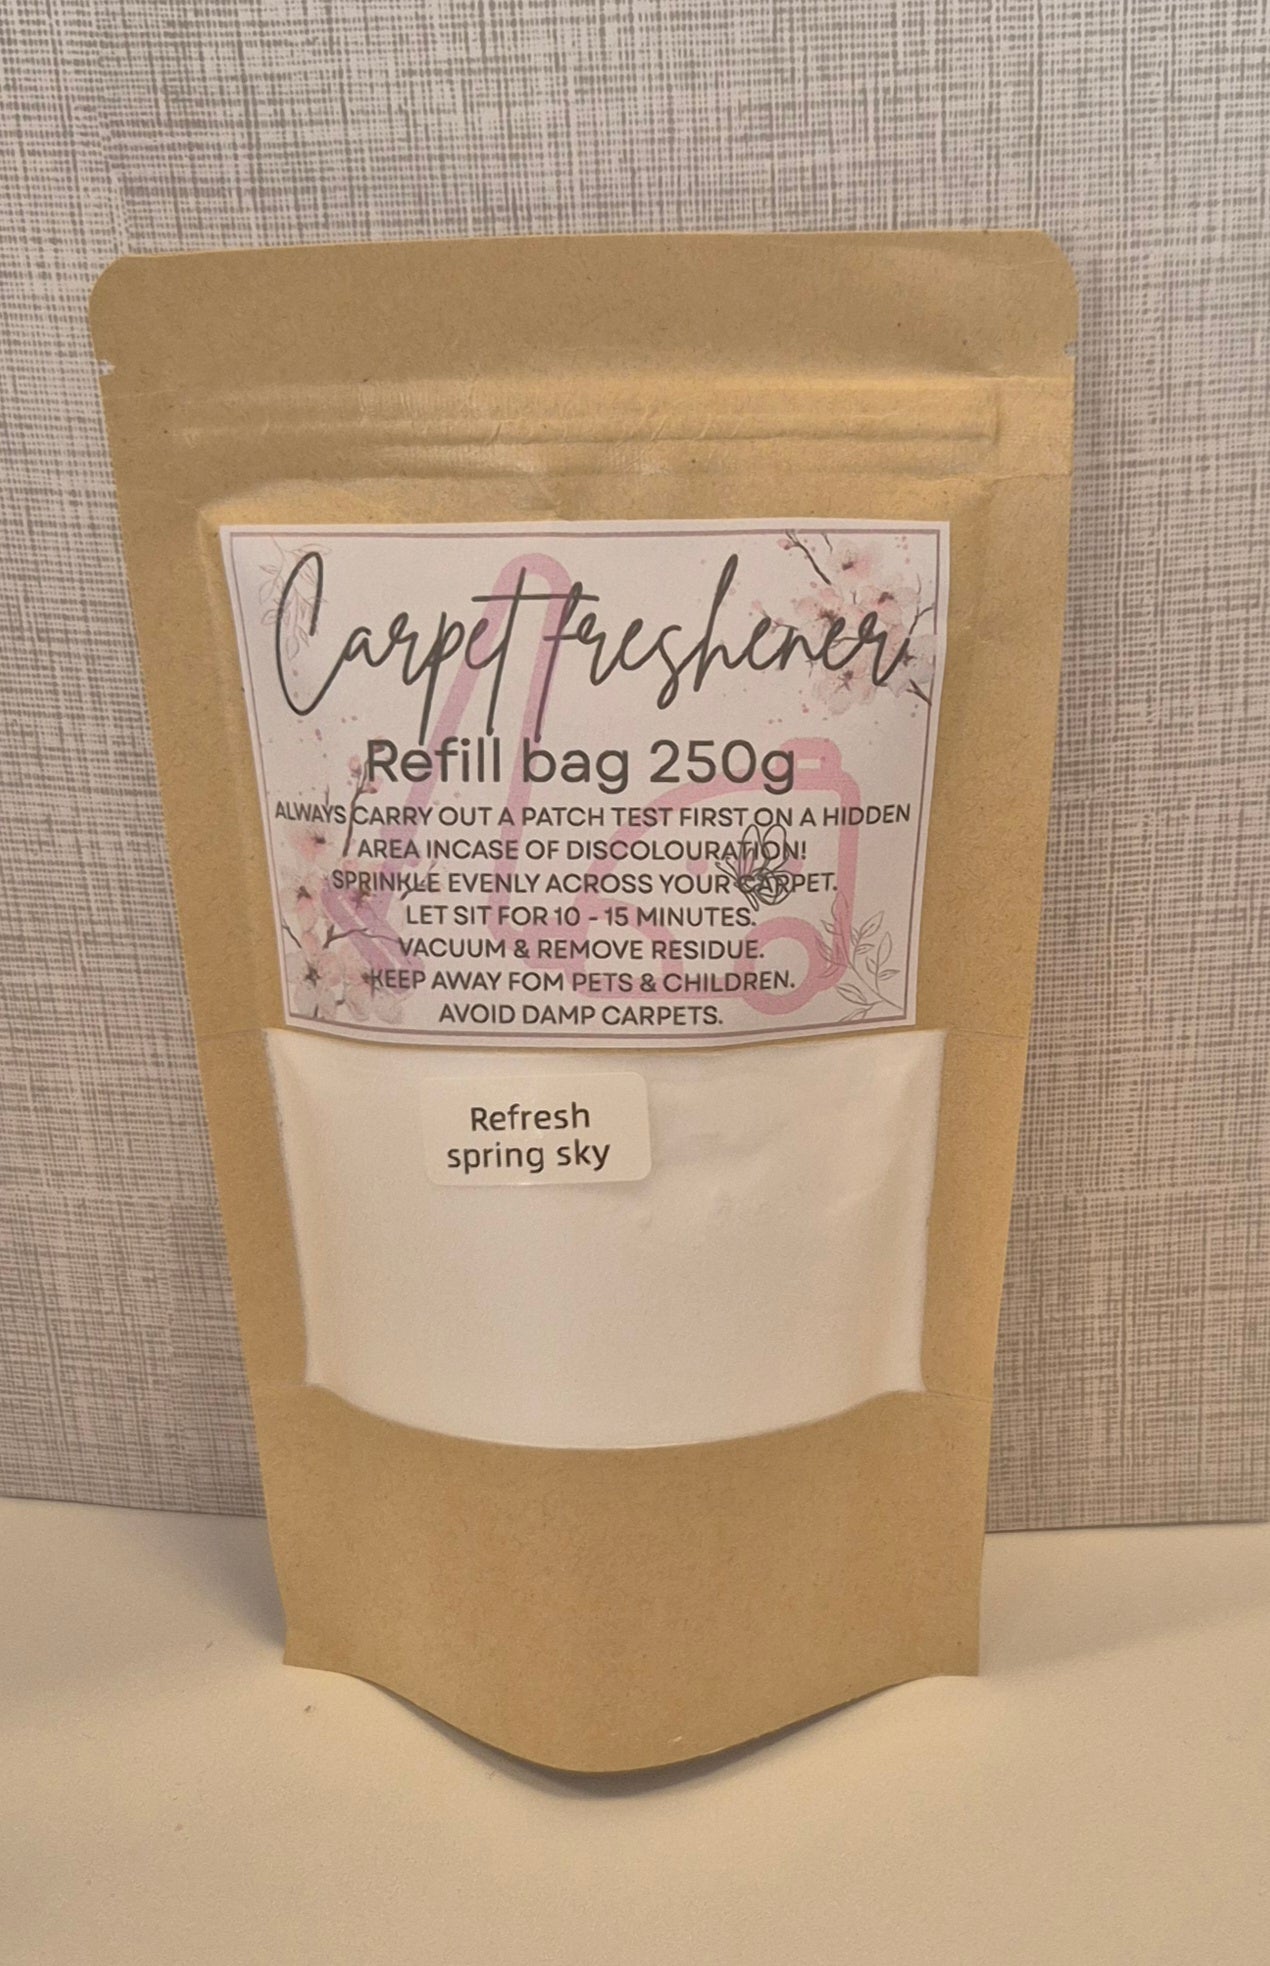 Carpet freshener
Refill bag 250g
ALWAYS CARRY OUT A PATCH TEST FIRST ON A HIDDEN
AREA INCASE OF DISCOLOURATION!
SPRINKLE EVENLY ACROSS YOUR CARPET.
LET SIT FOR 10 - 15 MINUTES.
VACUUM & REMOVE RESIDUE.
KEEP AWAY FOM PETS & CHILDREN.
AVOID DAMP CARPETS.
Refresh
spring sky